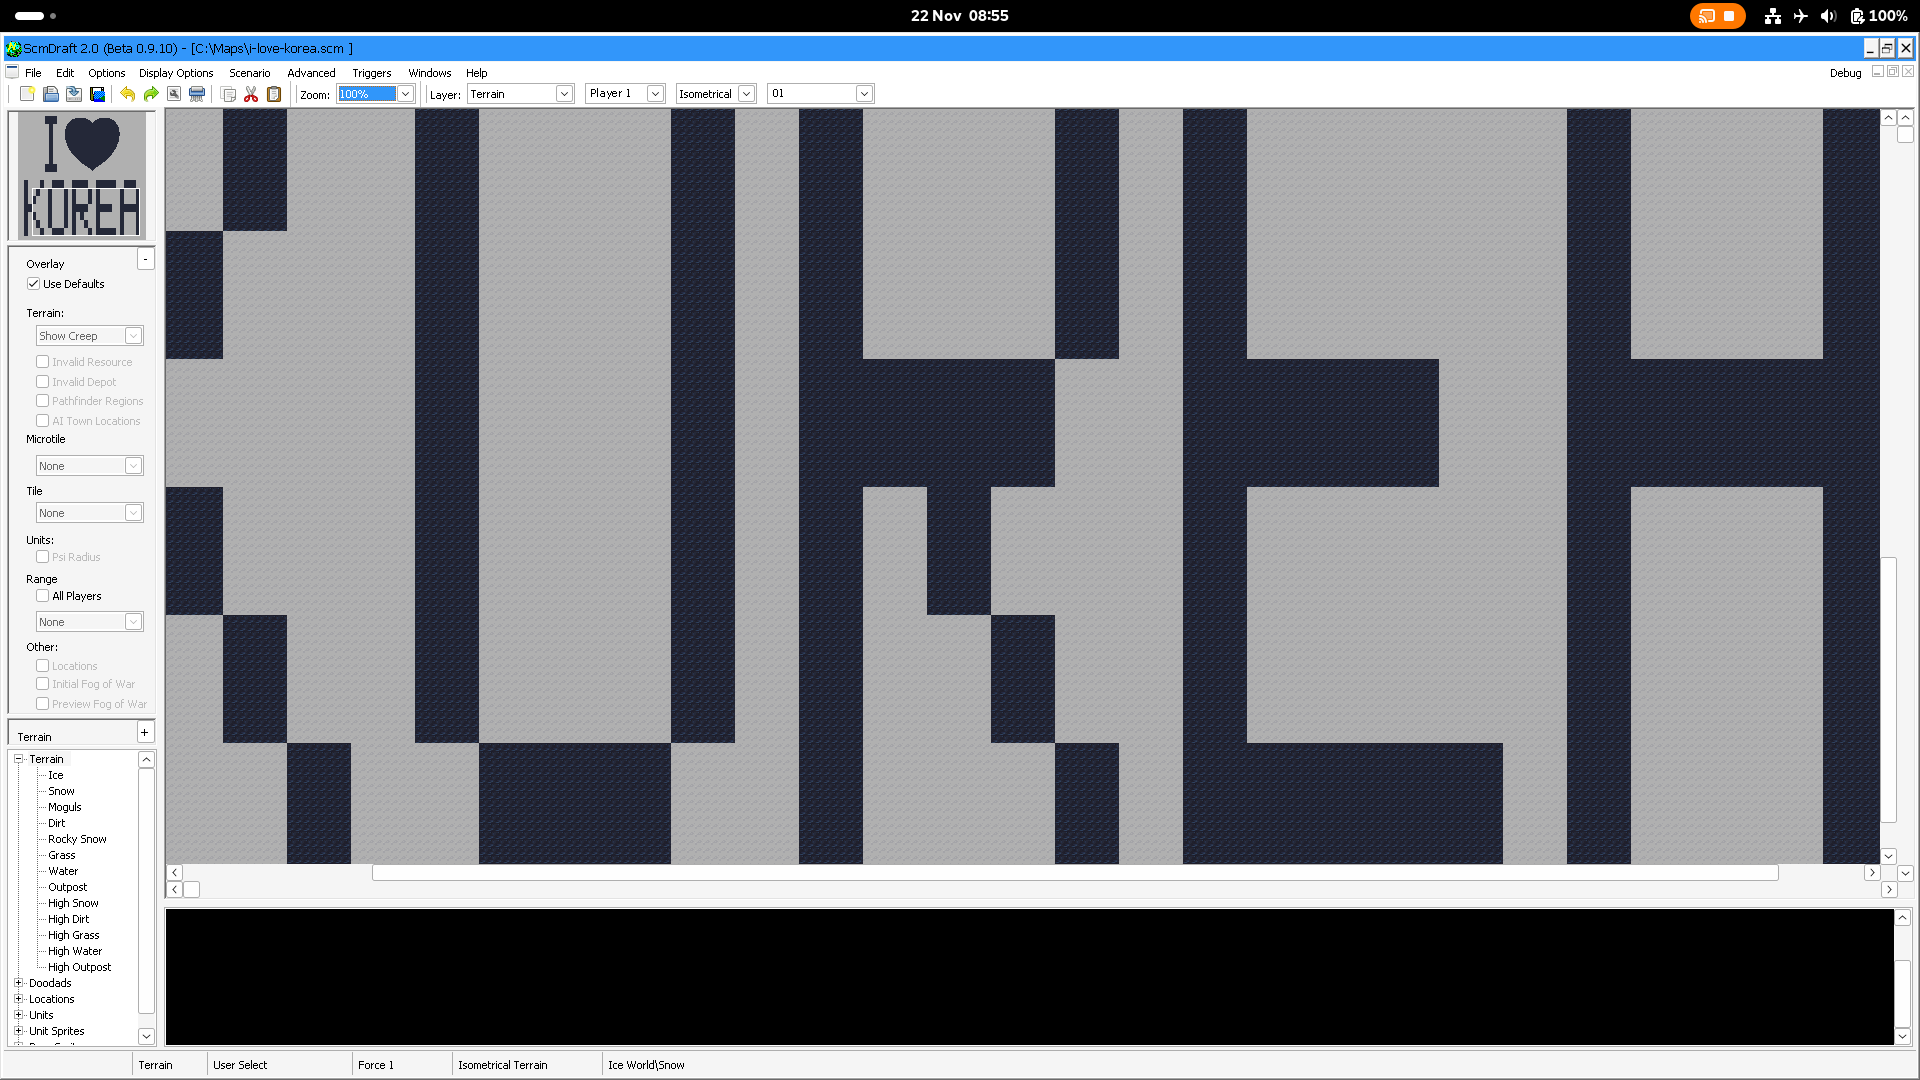 22 Nov 08:55
100%
ScmDraft 2.0 (Beta 0.9.10) - [C:\Maps\i-love-korea.scm ]
File Edit Options Display Options Scenario Advanced Triggers Windows Help Debug
Zoom: 100% Layer: Terrain Player 1 Isometrical 01
I
KOREA
Overlay
-
Use Defaults
Terrain:
Show Creep
Invalid Resource
Invalid Depot
Pathfinder Regions
AI Town Locations
Microtile
None
Tile
None
Units:
Psi Radius
Range
All Players
None
Other:
Locations
Initial Fog of War
Preview Fog of War
Terrain
+
Terrain
Ice
Snow
Moguls
Dirt
Rocky Snow
Grass
Water
Outpost
High Snow
High Dirt
High Grass
High Water
High Outpost
Doodads
Locations
Units
Unit Sprites
Terrain User Select Force 1 Isometrical Terrain Ice World\Snow